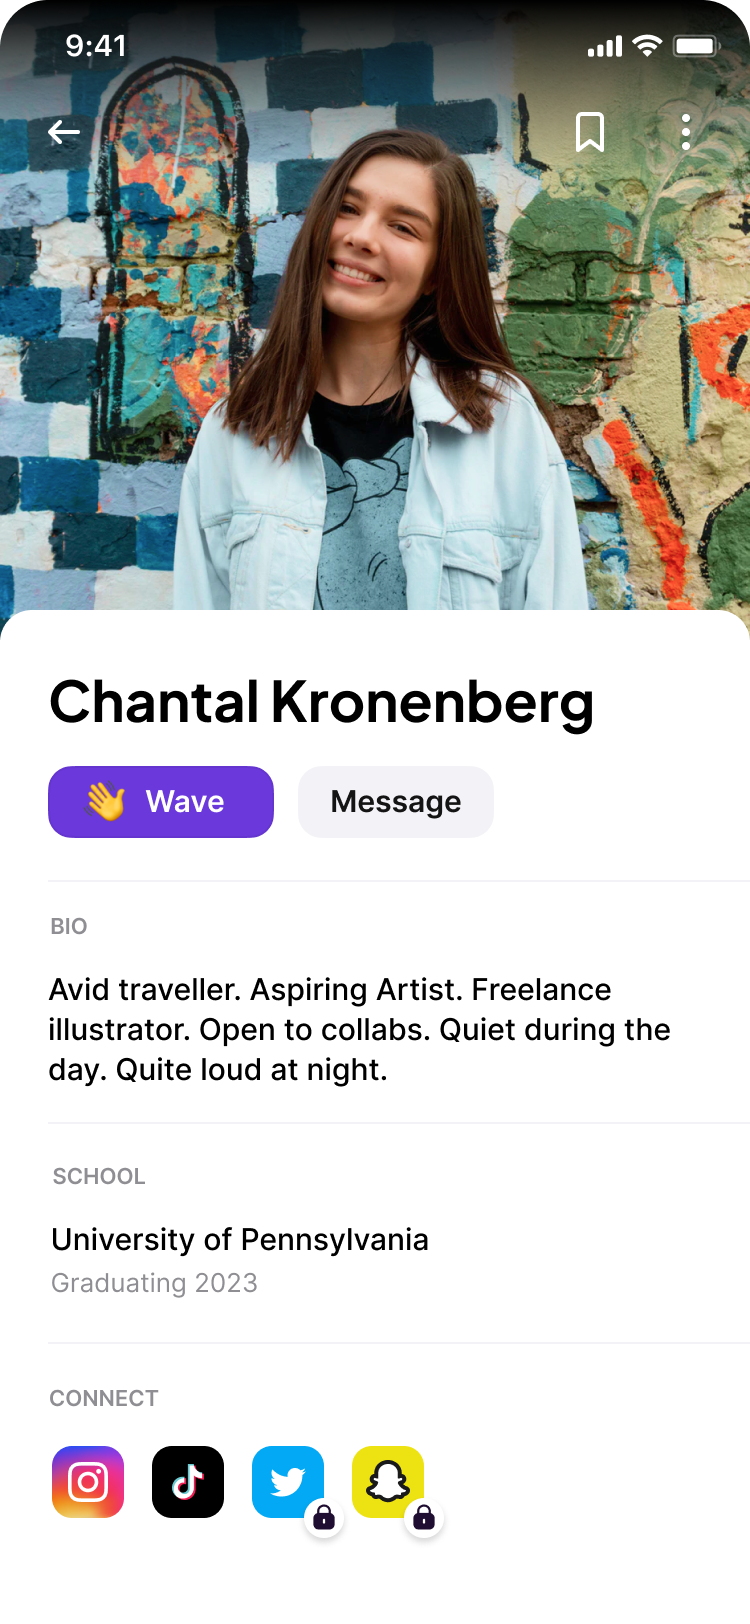 9:41
Chantal Kronenberg
👋 Wave
Message
BIO
Avid traveller. Aspiring Artist. Freelance
illustrator. Open to collabs. Quiet during the
day. Quite loud at night.
SCHOOL
University of Pennsylvania
Graduating 2023
CONNECT